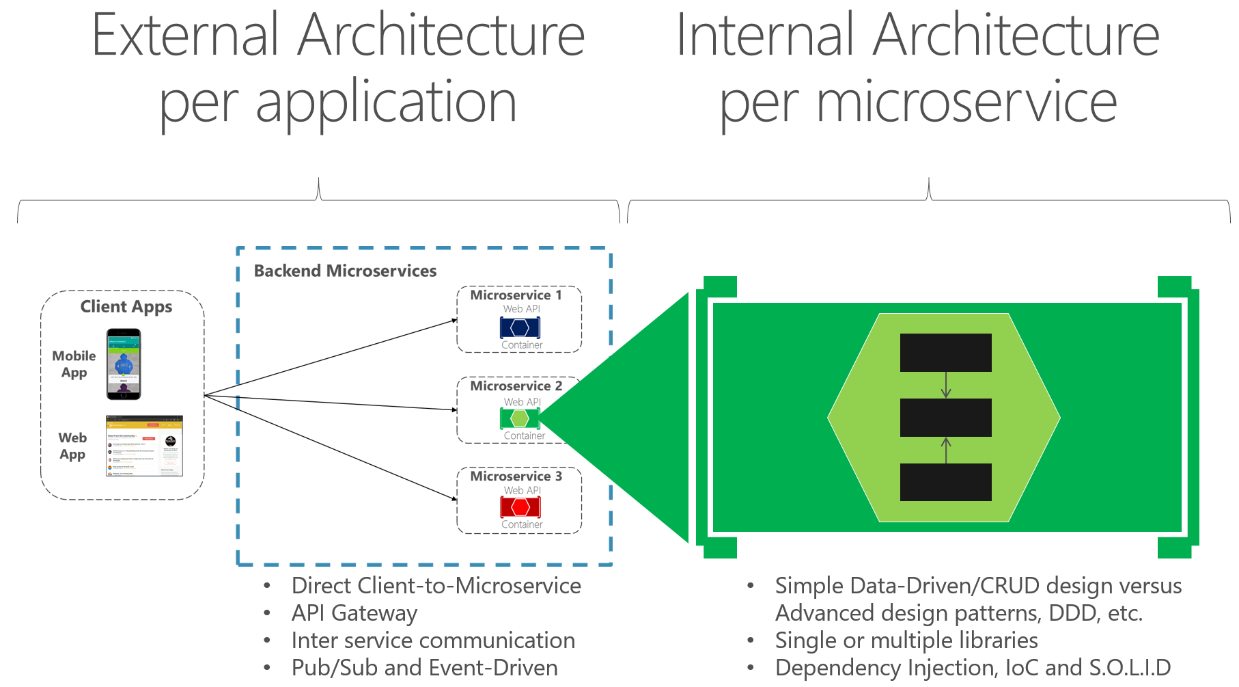 External Architecture
per application
Internal Architecture
per microservice
Backend Microservices
Client Apps
Mobile
App
Web
App
Microservice 1
Web API
Container
Microservice 2
Web API
Container
Microservice 3
Web API
Container
• Direct Client-to-Microservice
• API Gateway
• Inter service communication
• Pub/Sub and Event-Driven
• Simple Data-Driven/CRUD design versus
Advanced design patterns, DDD, etc.
• Single or multiple libraries
• Dependency Injection, IoC and S.O.L.I.D